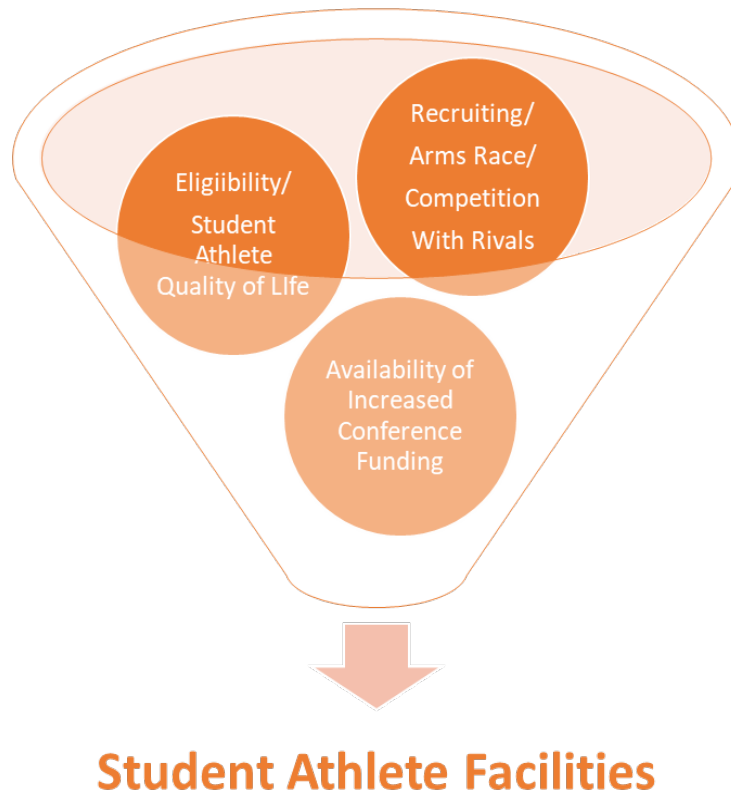 Eligiibility/
Student
Athlete
Quality of LIfe
Recruiting/
Arms Race/
Competition
With Rivals
Availability of
Increased
Conference
Funding
Student Athlete Facilities